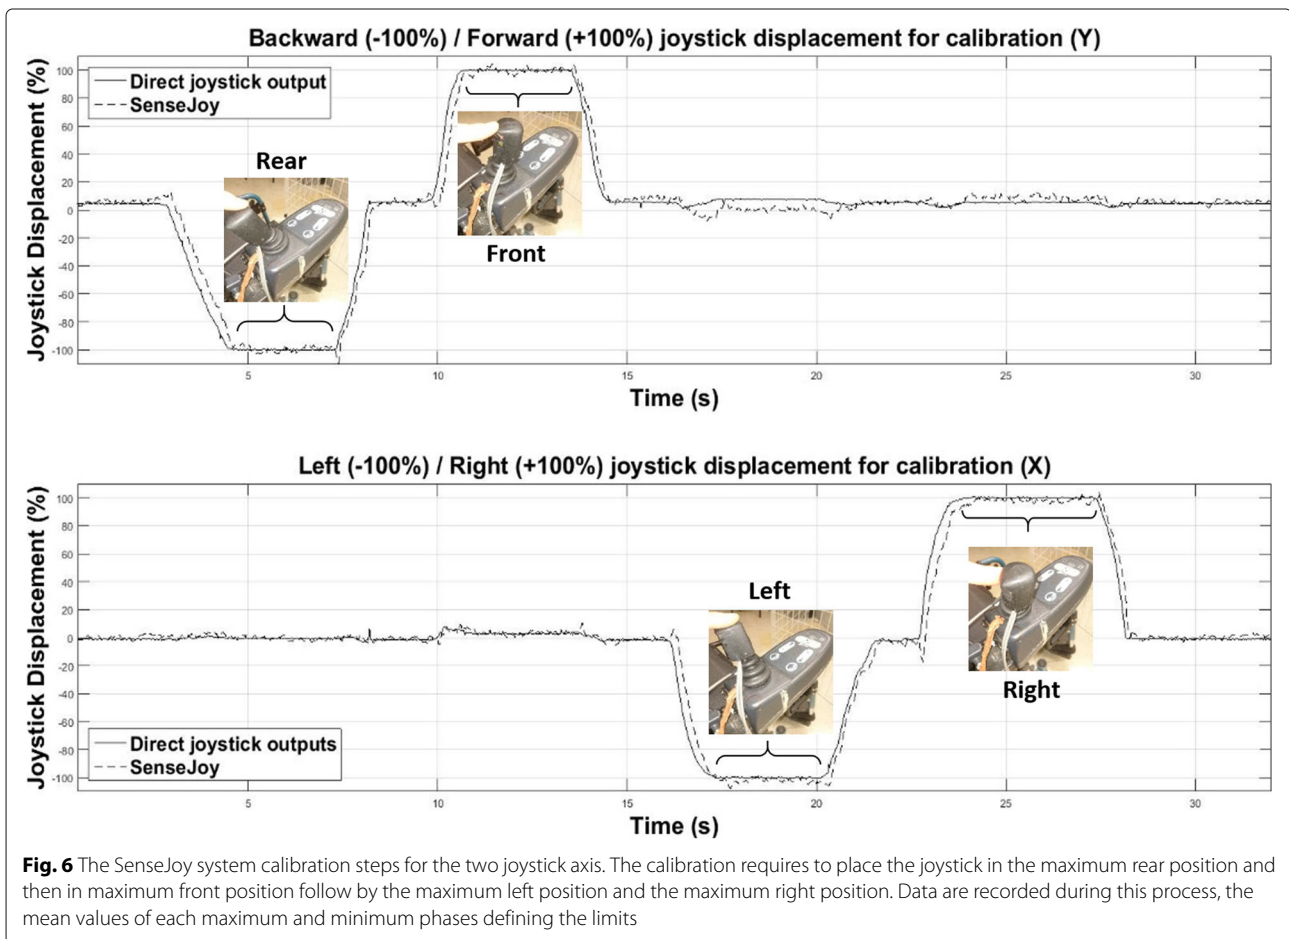 Backward (-100%) / Forward (+100%) joystick displacement for calibration (Y)
Joystick Displacement (%)
100
80
60
40
20
0
-20
-40
-60
-80
-100
Direct joystick output
SenseJoy
Rear
Front
5
10
15
20
25
30
Time (s)
Left (-100%) / Right (+100%) joystick displacement for calibration (X)
Joystick Displacement (%)
100
80
60
40
20
0
-20
-40
-60
-80
-100
Left
Right
Direct joystick outputs
SenseJoy
5
10
15
20
25
30
Time (s)
Fig. 6 The SenseJoy system calibration steps for the two joystick axis. The calibration requires to place the joystick in the maximum rear position and
then in maximum front position follow by the maximum left position and the maximum right position. Data are recorded during this process, the
mean values of each maximum and minimum phases defining the limits